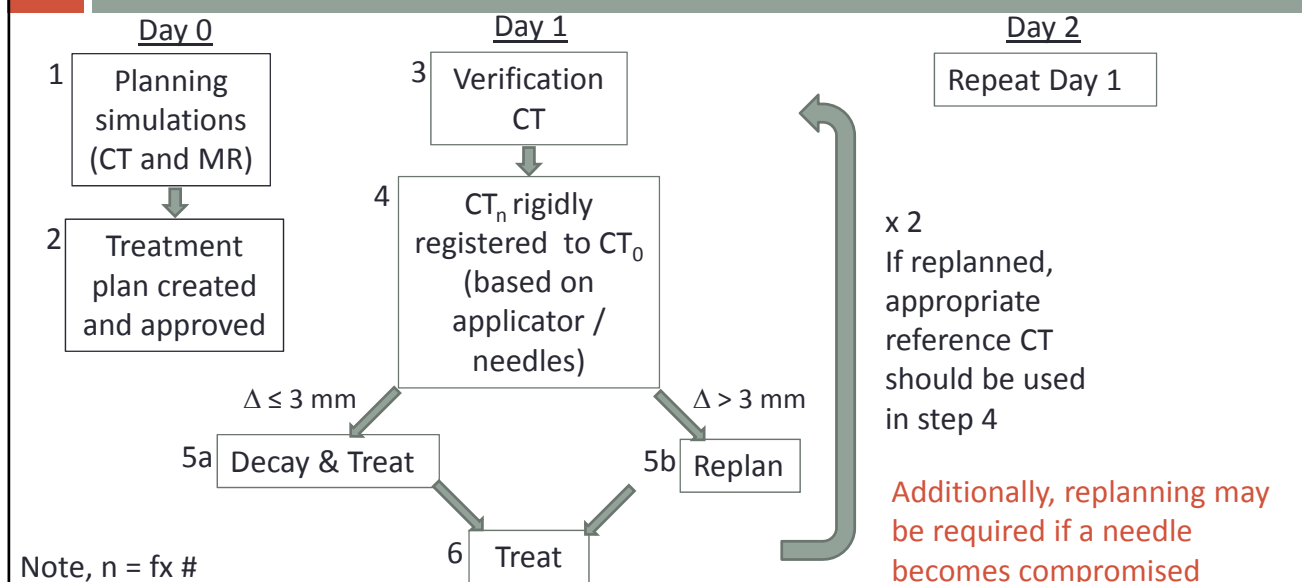 Day 0
1
Planning
simulations
(CT and MR)
2
Treatment
plan created
and approved
Day 1
3
Verification
CT
4
CTₙ rigidly
registered to CT₀
(based on
applicator /
needles)
Δ ≤ 3 mm
Δ > 3 mm
5a
Decay & Treat
5b
Replan
6
Treat
Day 2
Repeat Day 1
x 2
If replanned,
appropriate
reference CT
should be used
in step 4
Additionally, replanning may
be required if a needle
becomes compromised
Note, n = fx #